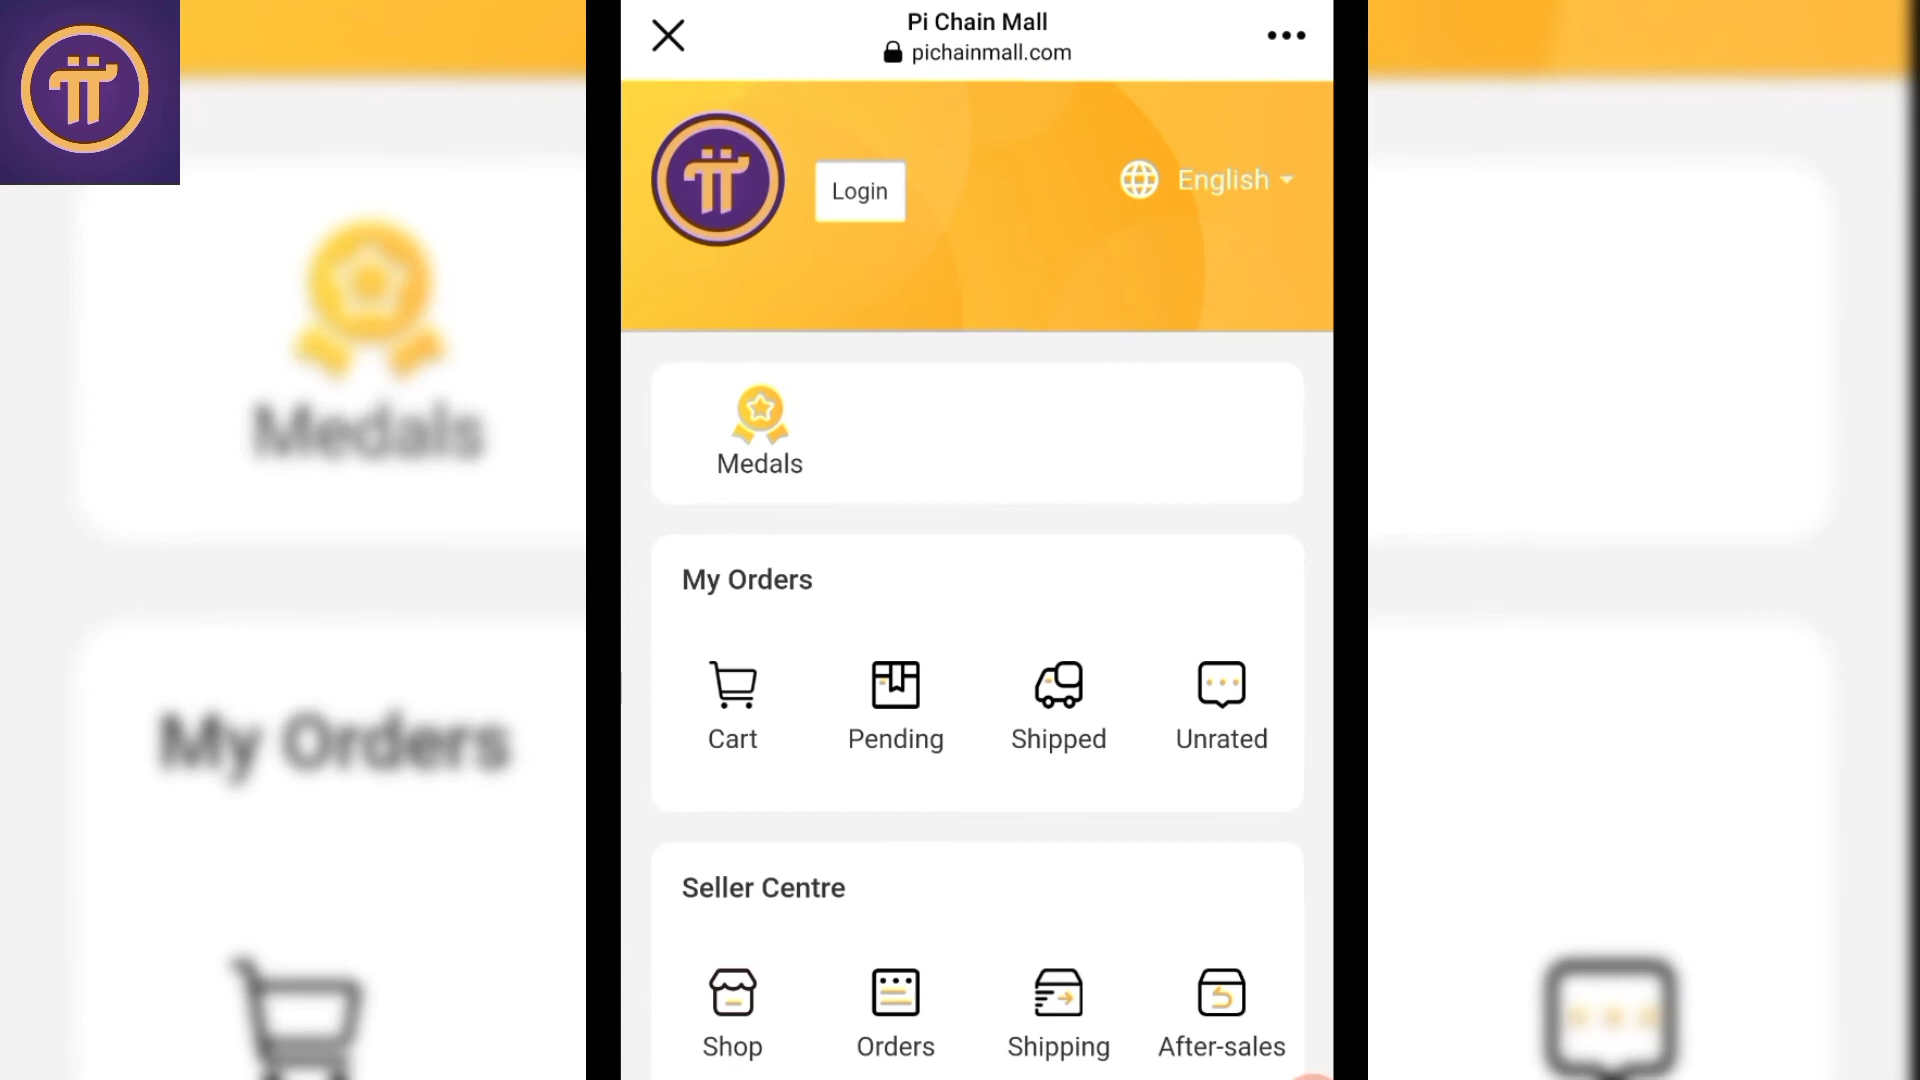 Pi Chain Mall
pichainmall.com
Login
English
Medals
My Orders
Cart
Pending
Shipped
Unrated
Seller Centre
Shop
Orders
Shipping
After-sales
Medals
My Orders